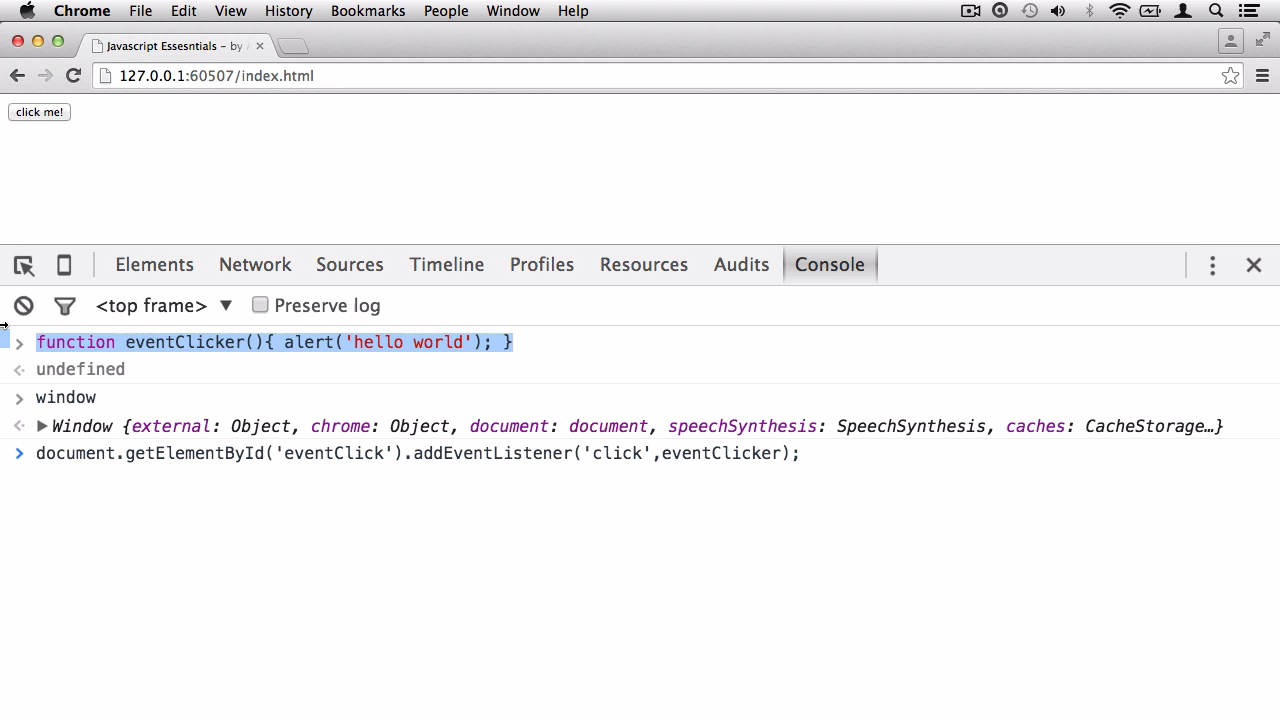 Chrome File Edit View History Bookmarks People Window Help
Javascript Essesntials - by
127.0.0.1:60507/index.html
click me!
Elements Network Sources Timeline Profiles Resources Audits Console
<top frame> ▼ Preserve log
> function eventClicker(){ alert('hello world'); }
undefined
> window
▶ Window {external: Object, chrome: Object, document: document, speechSynthesis: SpeechSynthesis, caches: CacheStorage…}
> document.getElementById('eventClick').addEventListener('click',eventClicker);